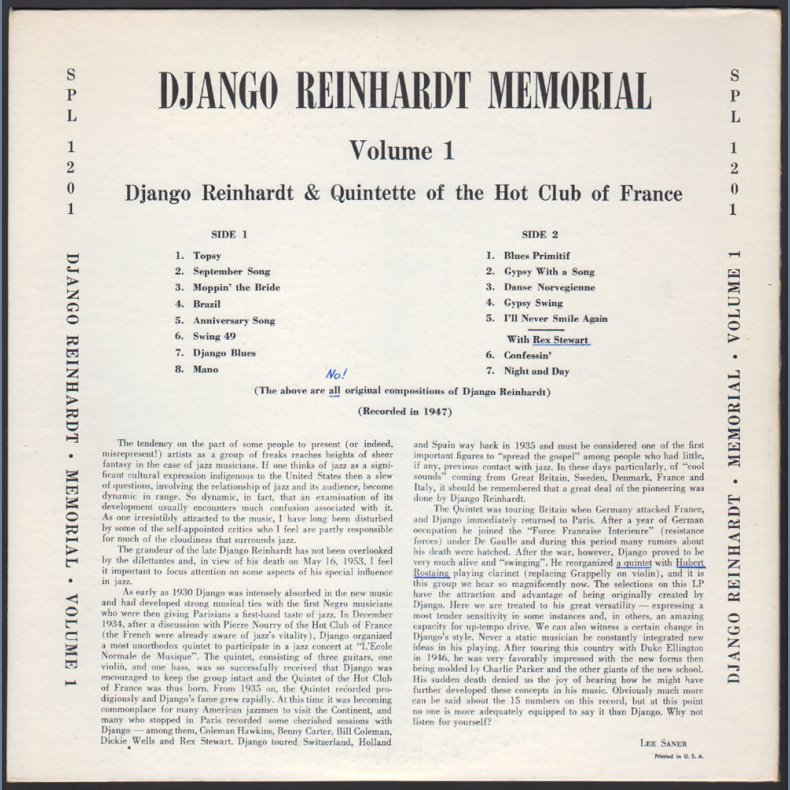 DJANGO REINHARDT MEMORIAL
Volume 1
Django Reinhardt & Quintette of the Hot Club of France
SPL 1201 DJANGO REINHARDT • MEMORIAL • VOLUME 1
SIDE 1
1. Topsy
2. September Song
3. Moppin' the Bride
4. Brazil
5. Anniversary Song
6. Swing 49
7. Django Blues
8. Mano
SIDE 2
1. Blues Primitif
2. Gypsy With a Song
3. Danse Norvegienne
4. Gypsy Swing
5. I'll Never Smile Again
With Rex Stewart
6. Confessin'
7. Night and Day
No!
(The above are all original compositions of Django Reinhardt)
(Recorded in 1947)
The tendency on the part of some people to present (or indeed,
misrepresent!) artists as a group of freaks reaches heights of sheer
fantasy in the case of jazz musicians. If one thinks of jazz as a signi-
ficant cultural expression indigenous to the United States then a slew
of questions, involving the relationship of jazz and its audience, become
dynamic in range. So dynamic, in fact, that an examination of its
development usually encounters much confusion associated with it.
As one irresistibly attracted to the music, I have long been disturbed
by some of the self-appointed critics who I feel are partly responsible
for much of the cloudiness that surrounds jazz.
The grandeur of the late Django Reinhardt has not been overlooked
by the dilettantes, and, in view of his death on May 16, 1953, I feel
it important to focus attention on some aspects of his special influence
in jazz.
As early as 1930 Django was intensely absorbed in the new music
and had developed strong musical ties with the first Negro musicians
who were then giving Parisians a first-hand taste of jazz. In December
1934, after a discussion with Pierre Nourry of the Hot Club of France
(the French were already aware of jazz's vitality), Django organized
a most unorthodox quintet to participate in a jazz concert at "L'Ecole
Normale de Musique". The quintet, consisting of three guitars, one
violin, and one bass, was so successfully received that Django was
encouraged to keep the group intact and the Quintet of the Hot Club
of France was thus born. From 1935 on, the Quintet recorded pro-
digiously and Django's fame grew rapidly. At this time it was becoming
commonplace for many American jazzmen to visit the Continent, and
many who stopped in Paris recorded some cherished sessions with
Django — among them, Coleman Hawkins, Benny Carter, Bill Coleman,
Dickie Wells and Rex Stewart. Django toured Switzerland, Holland
and Spain way back in 1935 and must be considered one of the first
important figures to "spread the gospel" among people who had little,
if any, previous contact with jazz. In these days particularly, of "cool
sounds" coming from Great Britain, Sweden, Denmark, France and
Italy, it should be remembered that a great deal of the pioneering was
done by Django Reinhardt.
The Quintet was touring Britain when Germany attacked France,
and Django immediately returned to Paris. After a year of German
occupation he joined the "Force Francaise Interieure" (resistance
forces) under De Gaulle and during this period many rumors about
his death were hatched. After the war, however, Django proved to be
very much alive and "swinging". He reorganized a quintet with Hubert
Rostaing playing clarinet (replacing Grappelly on violin), and it is
this group we hear so magnificently now. The selections on this LP
have the attraction and advantage of being originally created by
Django. Here we are treated to his great versatility — expressing a
most tender sensitivity in some instances and, in others, an amazing
capacity for up-tempo drive. We can also witness a certain change in
Django's style. Never a static musician he constantly integrated new
ideas in his playing. After touring this country with Duke Ellington
in 1946, he was very favorably impressed with the new forms then
being molded by Charlie Parker and the other giants of the new school.
His sudden death denied us the joy of hearing how he might have
further developed these concepts in his music. Obviously much more
can be said about the 15 numbers on this record, but at this point
no one is more adequately equipped to say it than Django. Why not
listen for yourself?
LEE SANER
Printed in U. S. A.
SPL 1201 DJANGO REINHARDT • MEMORIAL • VOLUME 1